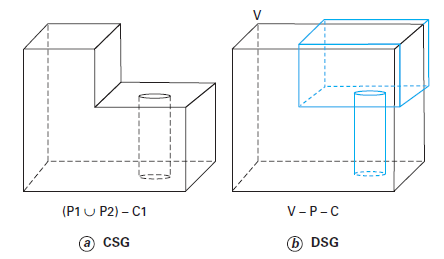 V
(P1 ∪ P2) – C1
V – P – C
ⓐ CSG
ⓑ DSG